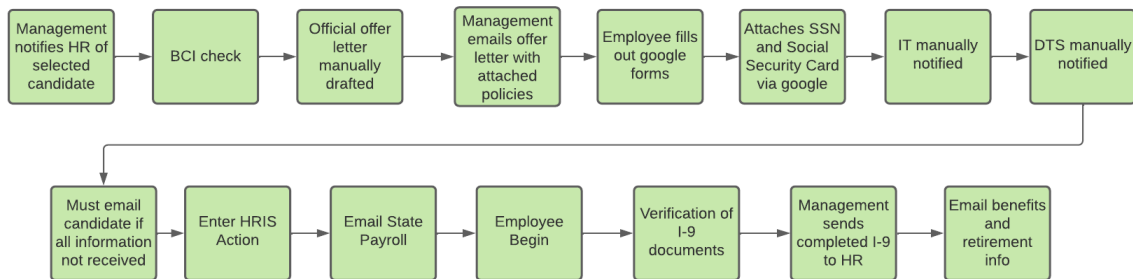 Management
notifies HR of
selected
candidate
BCI check
Official offer
letter
manually
drafted
Management
emails offer
letter with
attached
policies
Employee fills
out google
forms
Attaches SSN
and Social
Security Card
via google
IT manually
notified
DTS manually
notified
Must email
candidate if
all information
not received
Enter HRIS
Action
Email State
Payroll
Employee
Begin
Verification of
I-9
documents
Management
sends
completed I-9
to HR
Email benefits
and
retirement
info